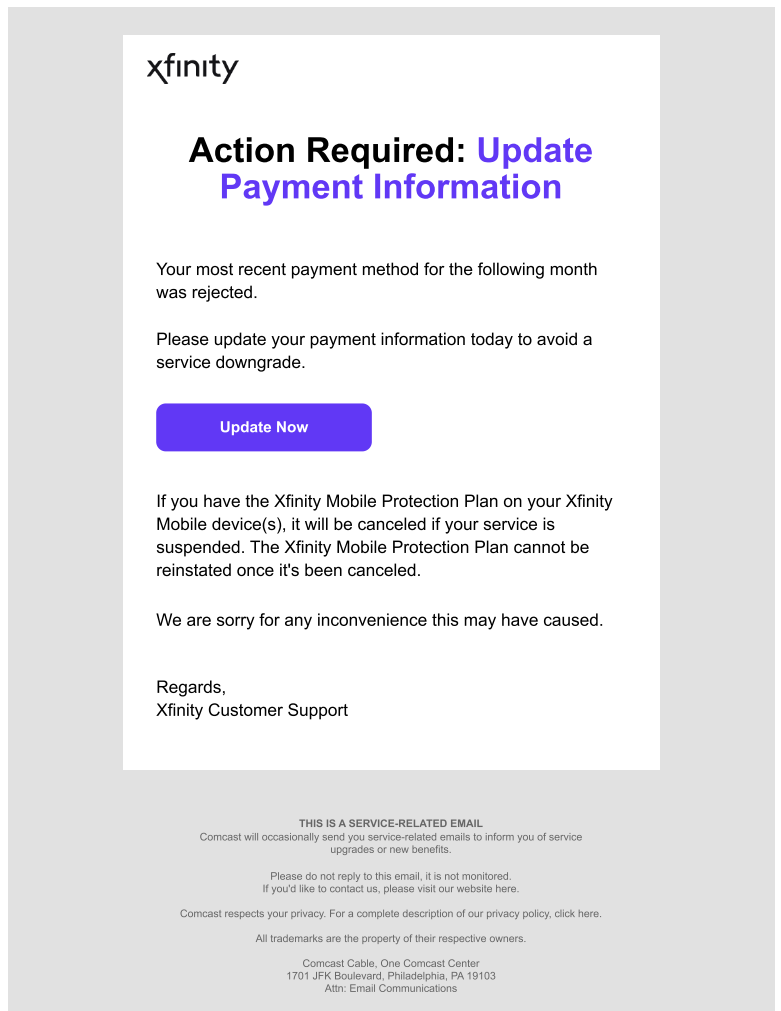 xfinity
Action Required: Update
Payment Information
Your most recent payment method for the following month
was rejected.
Please update your payment information today to avoid a
service downgrade.
Update Now
If you have the Xfinity Mobile Protection Plan on your Xfinity
Mobile device(s), it will be canceled if your service is
suspended. The Xfinity Mobile Protection Plan cannot be
reinstated once it's been canceled.
We are sorry for any inconvenience this may have caused.
Regards,
Xfinity Customer Support
THIS IS A SERVICE-RELATED EMAIL
Comcast will occasionally send you service-related emails to inform you of service
upgrades or new benefits.
Please do not reply to this email, it is not monitored.
If you'd like to contact us, please visit our website here.
Comcast respects your privacy. For a complete description of our privacy policy, click here.
All trademarks are the property of their respective owners.
Comcast Cable, One Comcast Center
1701 JFK Boulevard, Philadelphia, PA 19103
Attn: Email Communications